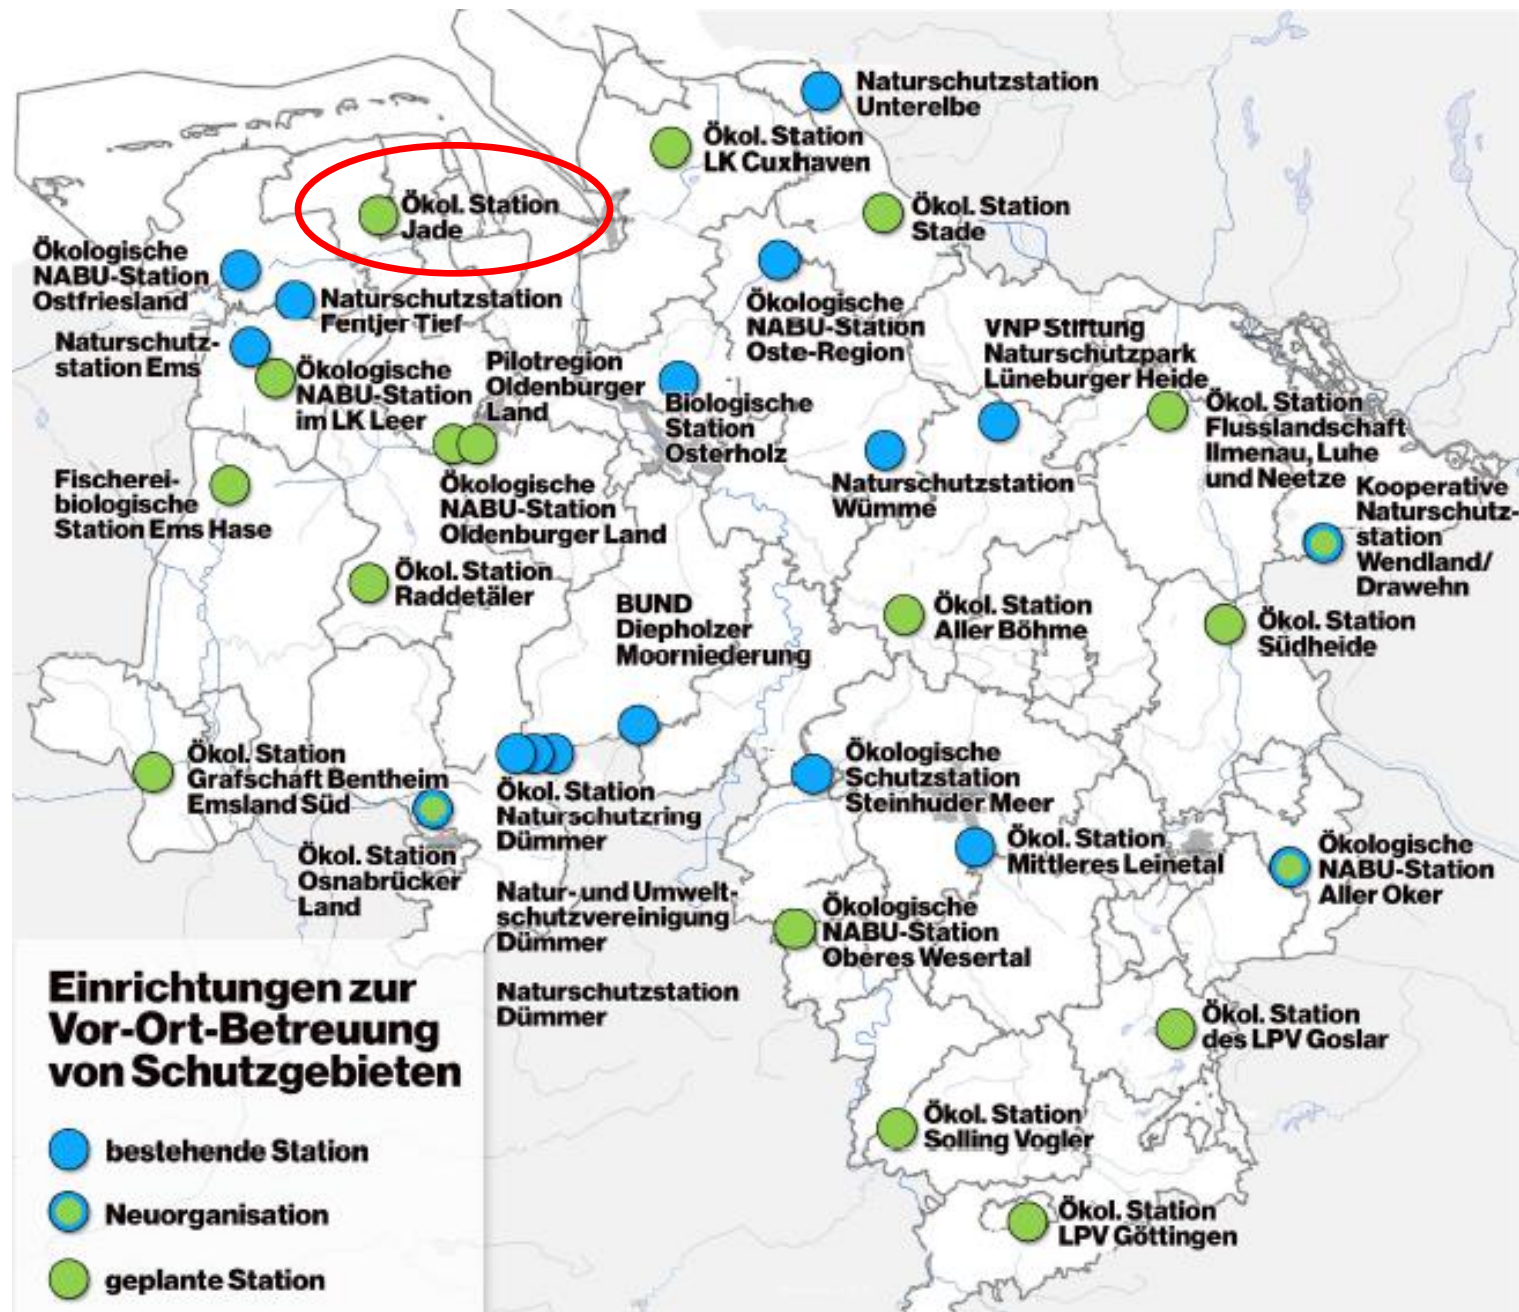 Naturschutzstation
Unterelbe
Ökol. Station
LK Cuxhaven
Ökol. Station
Jade
Ökol. Station
Stade
Ökologische
NABU-Station
Ostfriesland
Naturschutzstation
Fentjer Tief
Ökologische
NABU-Station
Oste-Region
Naturschutz-
station Ems
Ökologische
NABU-Station
im LK Leer
Pilotregion
Oldenburger
Land
VNP Stiftung
Naturschutzpark
Lüneburger Heide
Biologische
Station
Osterholz
Ökol. Station
Flusslandschaft
Ilmenau, Luhe
und Neetze
Fischerei-
biologische
Station Ems Hase
Ökologische
NABU-Station
Oldenburger Land
Naturschutzstation
Wümme
Kooperative
Naturschutz-
station
Wendland/
Drawehn
Ökol. Station
Raddetäler
BUND
Diepholzer
Moorniederung
Ökol. Station
Aller Böhme
Ökol. Station
Südheide
Ökol. Station
Grafschaft Bentheim
Emsland Süd
Ökol. Station
Naturschutzring
Dümmer
Ökologische
Schutzstation
Steinhuder Meer
Ökol. Station
Mittleres Leinetal
Ökologische
NABU-Station
Aller Oker
Ökol. Station
Osnabrücker
Land
Natur- und Umwelt-
schutzvereinigung
Dümmer
Ökologische
NABU-Station
Oberes Wesertal
Naturschutzstation
Dümmer
Ökol. Station
des LPV Goslar
Ökol. Station
Solling Vogler
Ökol. Station
LPV Göttingen
Einrichtungen zur
Vor-Ort-Betreuung
von Schutzgebieten
bestehende Station
Neuorganisation
geplante Station